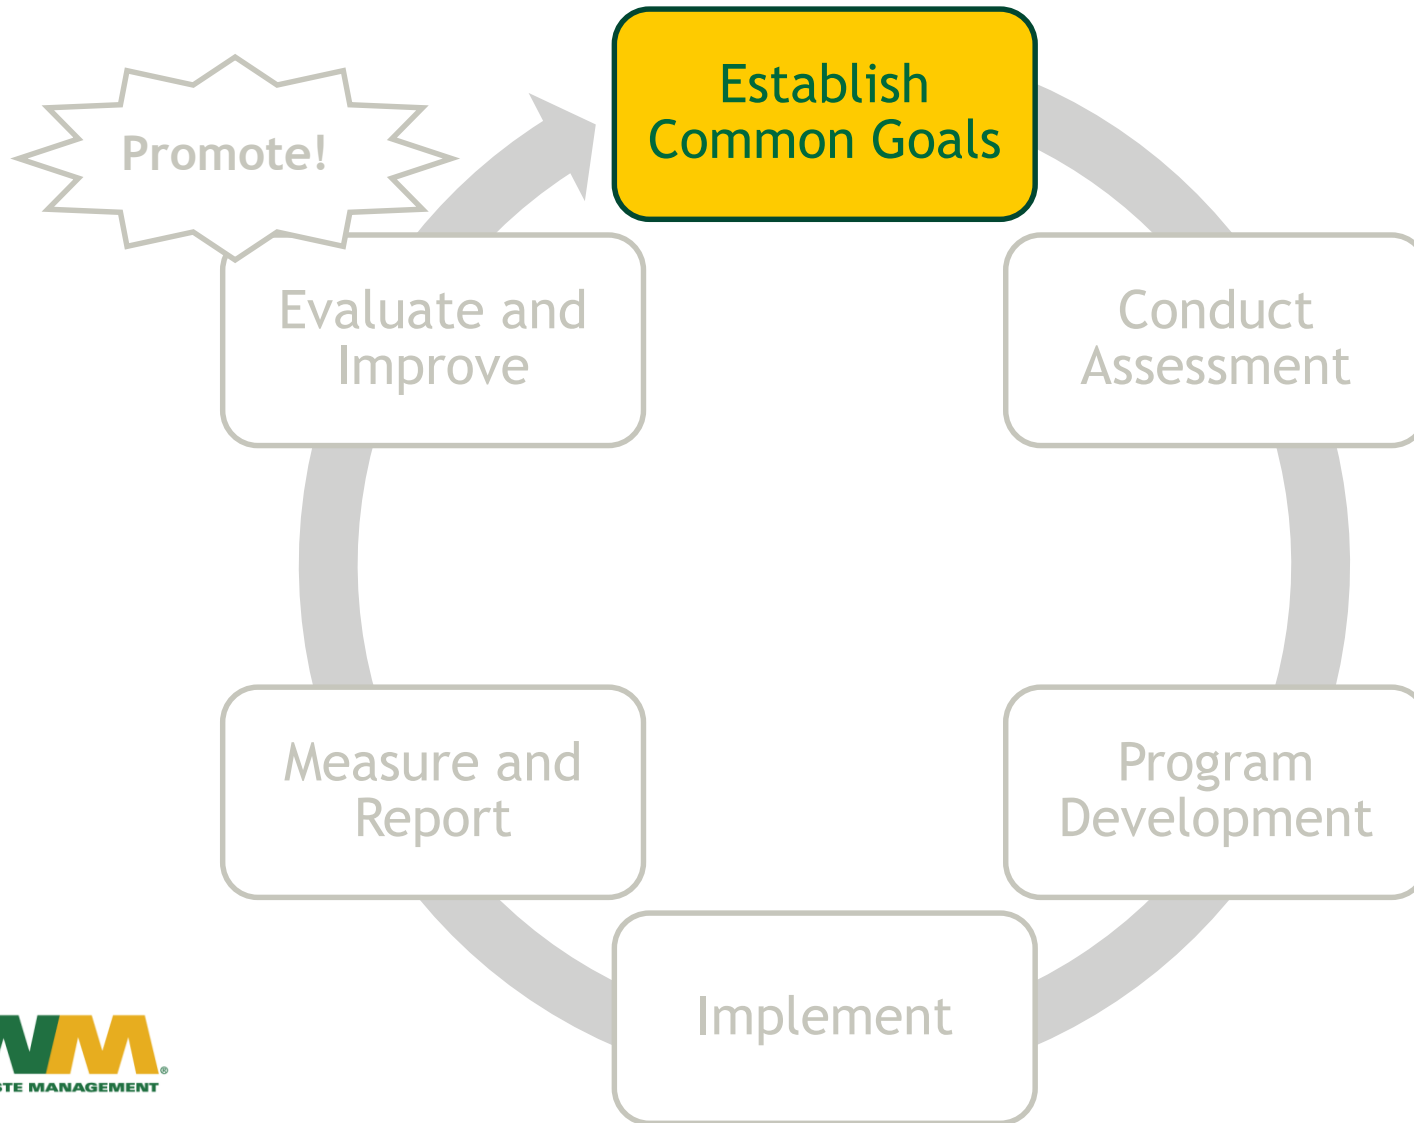 Establish
Common Goals
Promote!
Evaluate and
Improve
Conduct
Assessment
Measure and
Report
Program
Development
Implement
WM
STE MANAGEMENT